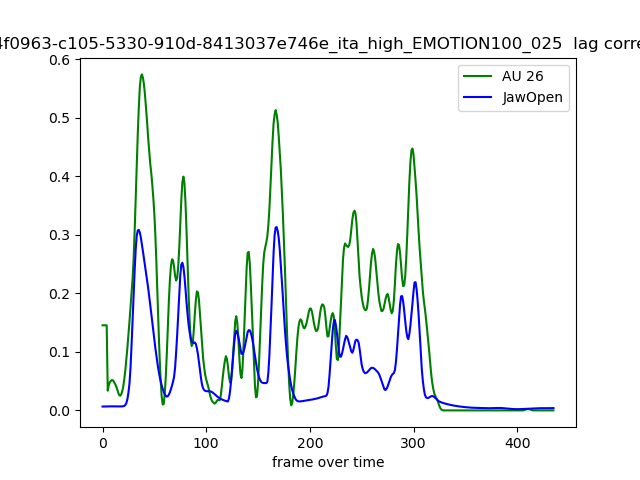 4f0963-c105-5330-910d-8413037e746e_ita_high_EMOTION100_025 lag corre
AU 26
JawOpen
0.6
0.5
0.4
0.3
0.2
0.1
0.0
0 100 200 300 400
frame over time